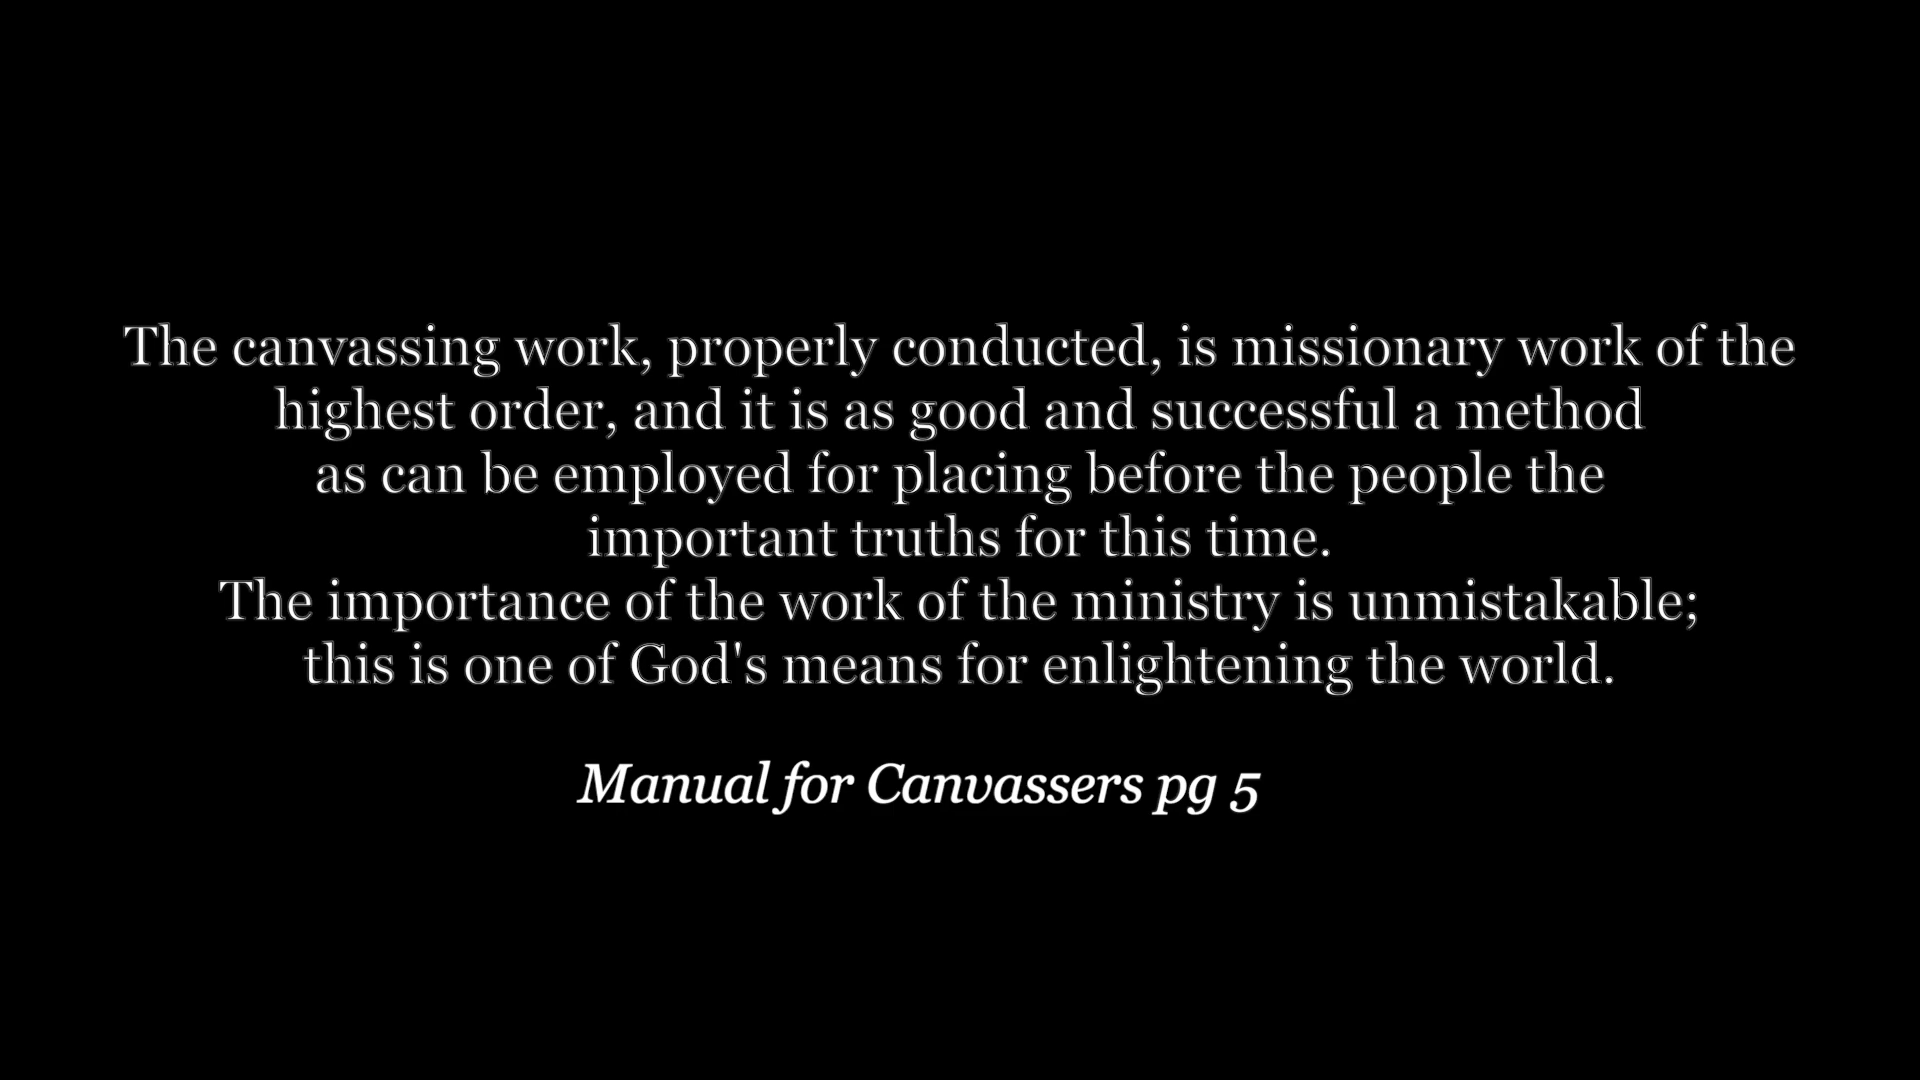 The canvassing work, properly conducted, is missionary work of the
highest order, and it is as good and successful a method
as can be employed for placing before the people the
important truths for this time.
The importance of the work of the ministry is unmistakable;
this is one of God's means for enlightening the world.
Manual for Canvassers pg 5